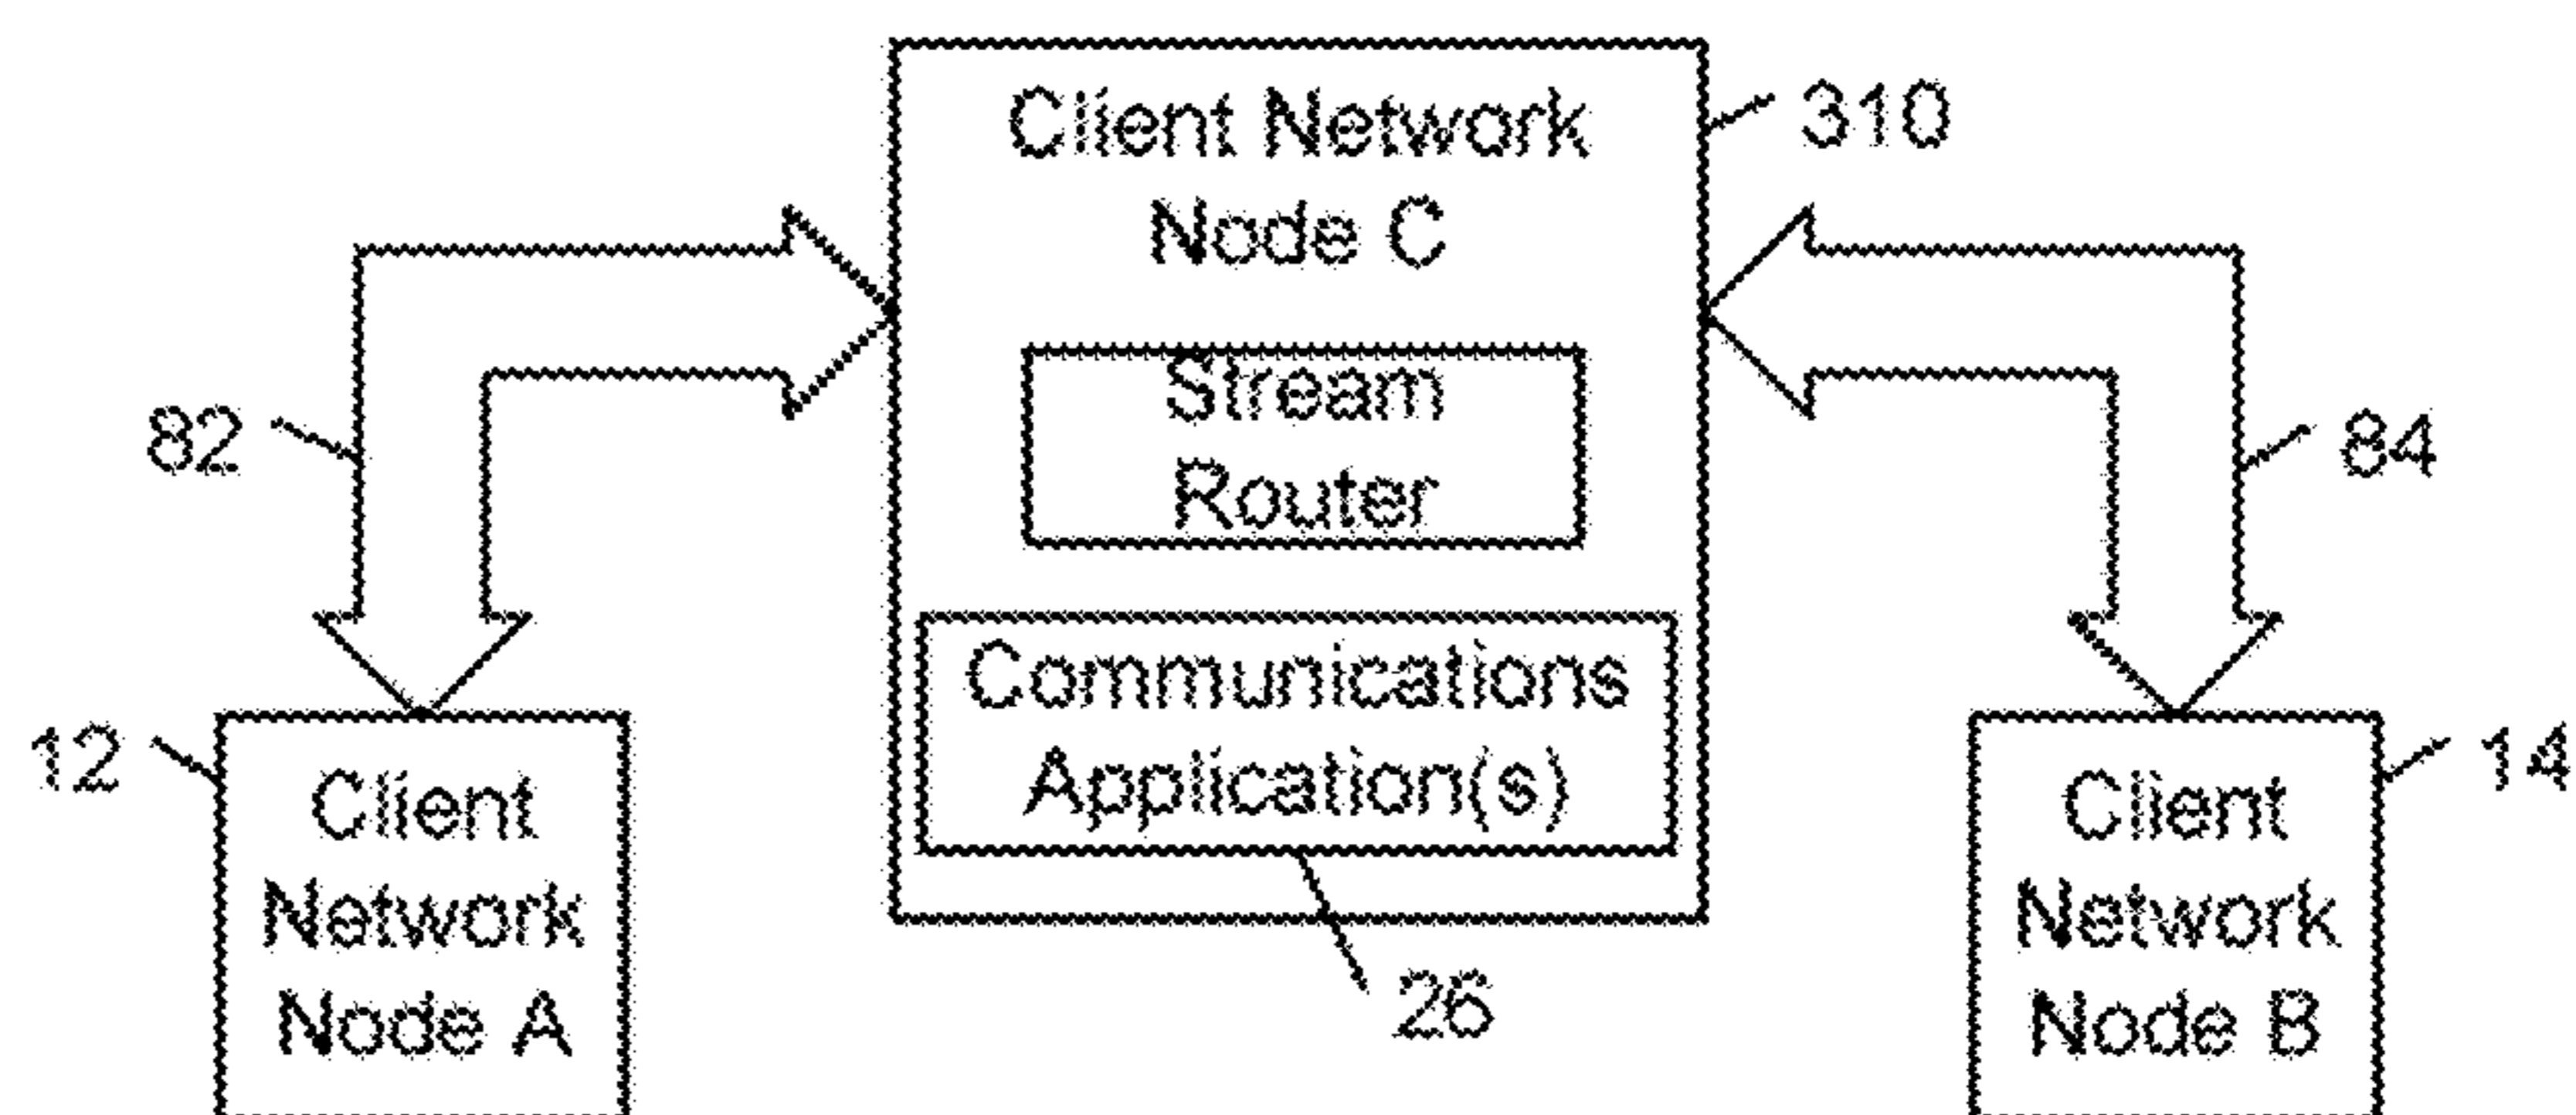 Client Network
Node C
310
Stream
Router
82
84
Communications
Application(s)
12
Client
Network
Node A
26
14
Client
Network
Node B